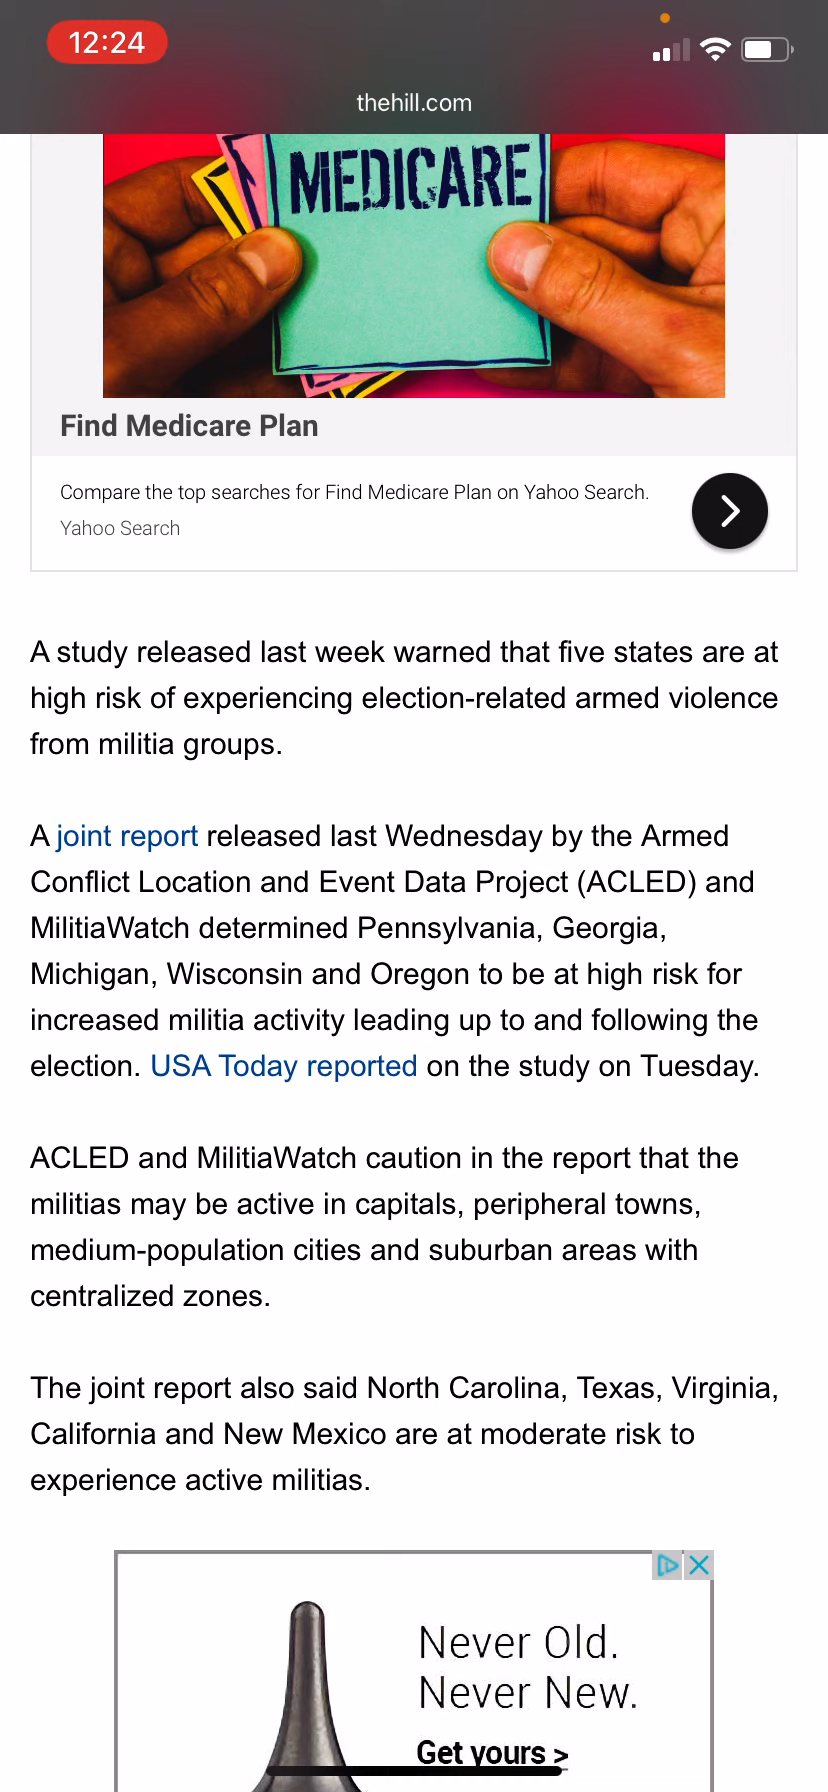 12:24
thehill.com
MEDICARE
Find Medicare Plan
Compare the top searches for Find Medicare Plan on Yahoo Search.
Yahoo Search
A study released last week warned that five states are at
high risk of experiencing election-related armed violence
from militia groups.
A joint report released last Wednesday by the Armed
Conflict Location and Event Data Project (ACLED) and
MilitiaWatch determined Pennsylvania, Georgia,
Michigan, Wisconsin and Oregon to be at high risk for
increased militia activity leading up to and following the
election. USA Today reported on the study on Tuesday.
ACLED and MilitiaWatch caution in the report that the
militias may be active in capitals, peripheral towns,
medium-population cities and suburban areas with
centralized zones.
The joint report also said North Carolina, Texas, Virginia,
California and New Mexico are at moderate risk to
experience active militias.
Never Old.
Never New.
Get yours >